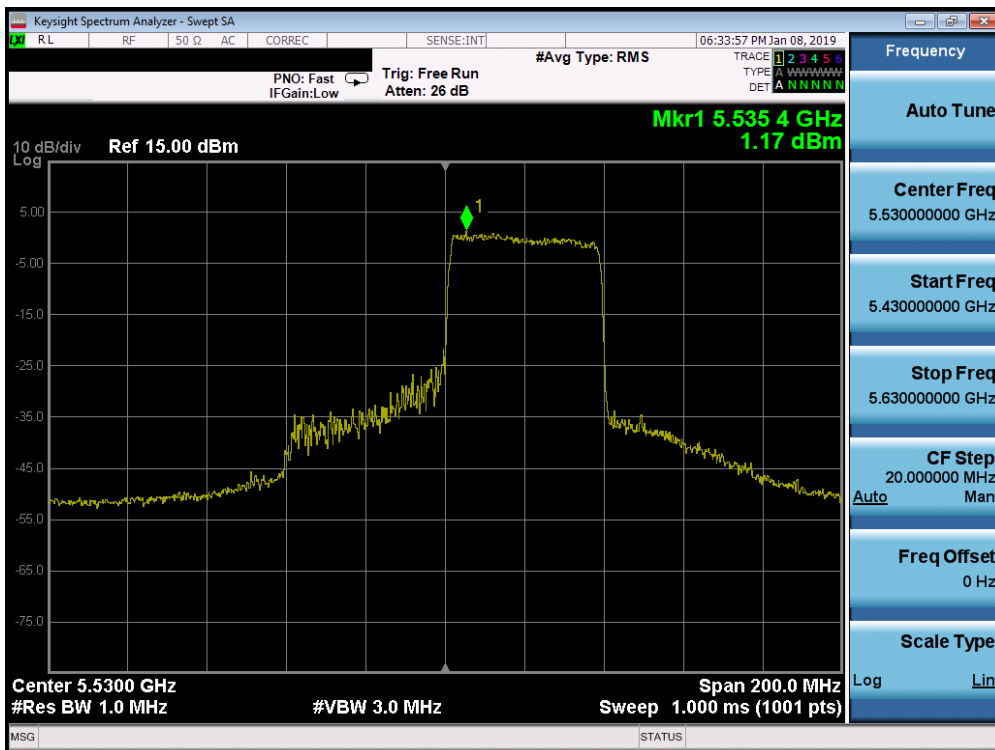 Keysight Spectrum Analyzer - Swept SA
LXI RL RF 50 Ω AC CORREC SENSE:INT 06:33:57 PM Jan 08, 2019
#Avg Type: RMS TRACE 1 2 3 4 5 6
PNO: Fast Trig: Free Run TYPE A WWWWW
IFGain:Low Atten: 26 dB DET A N N N N N
Mkr1 5.535 4 GHz
1.17 dBm
10 dB/div Ref 15.00 dBm
Log
1
5.00
-5.00
-15.0
-25.0
-35.0
-45.0
-55.0
-65.0
-75.0
Center 5.5300 GHz Span 200.0 MHz
#Res BW 1.0 MHz #VBW 3.0 MHz Sweep 1.000 ms (1001 pts)
MSG STATUS
Frequency
Auto Tune
Center Freq
5.530000000 GHz
Start Freq
5.430000000 GHz
Stop Freq
5.630000000 GHz
CF Step
20.000000 MHz
Auto Man
Freq Offset
0 Hz
Scale Type
Log Lin